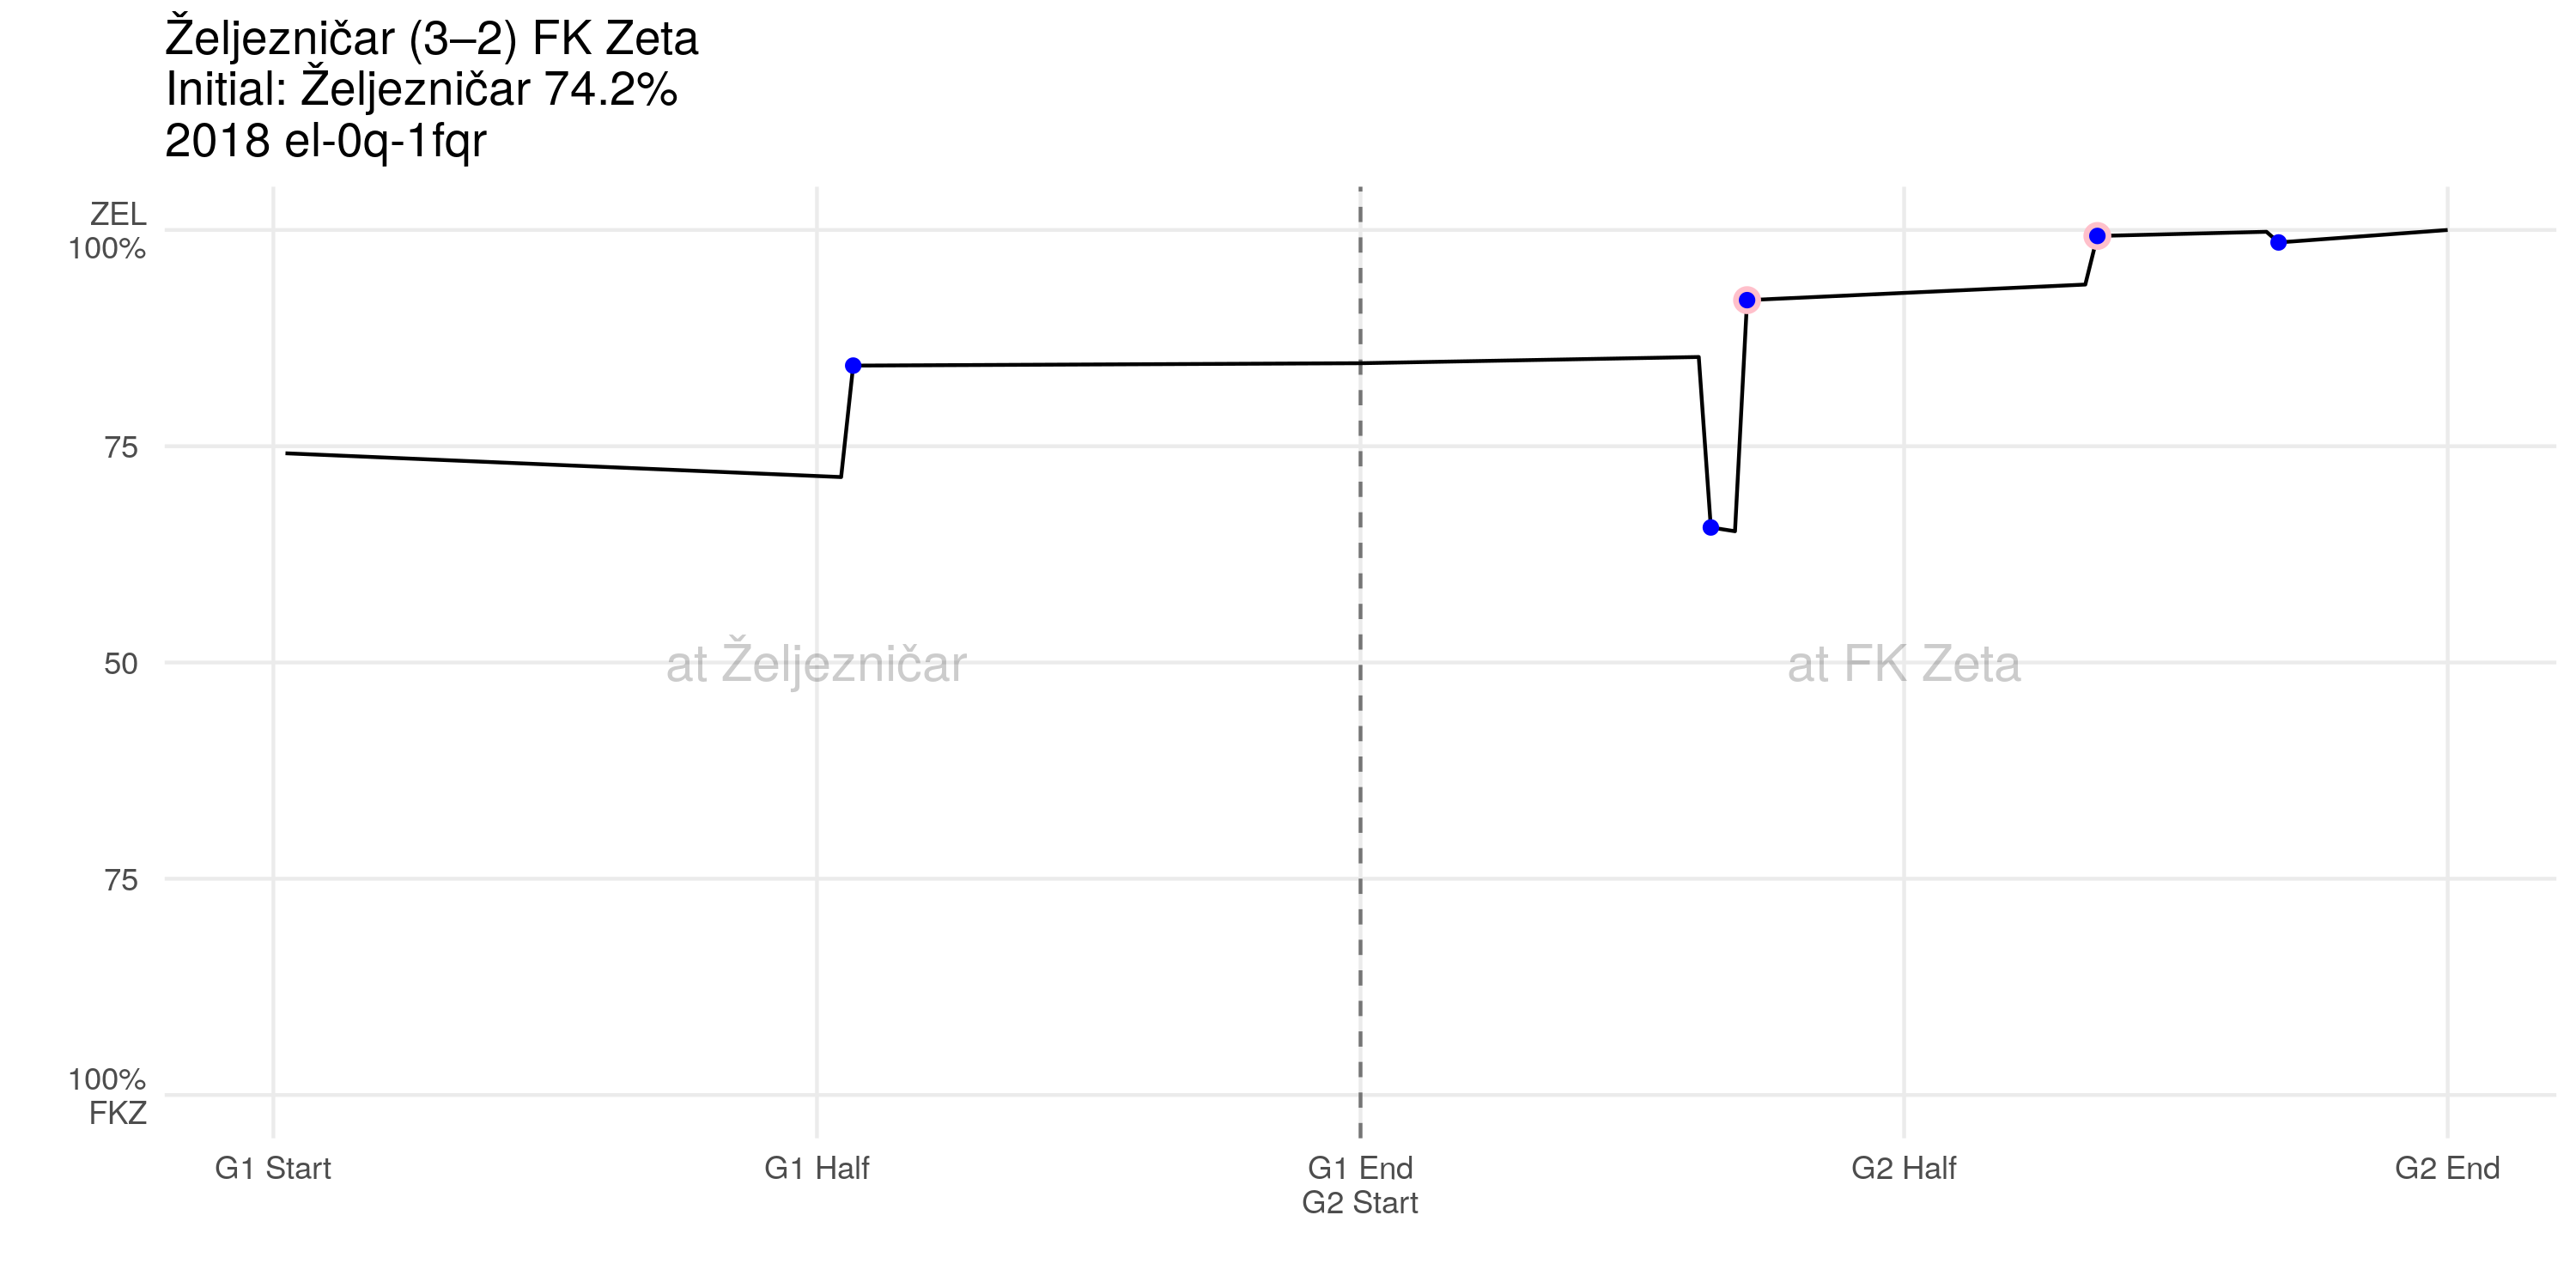 Željezničar (3–2) FK Zeta
Initial: Željezničar 74.2%
2018 el-0q-1fqr
ZEL
100%
75
50
75
100%
FKZ
at Željezničar
at FK Zeta
G1 Start
G1 Half
G1 End
G2 Start
G2 Half
G2 End